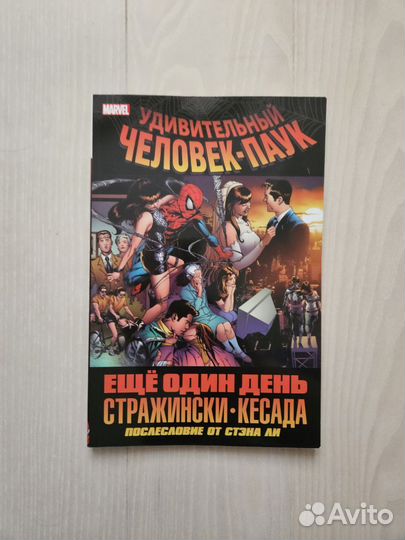 MARVEL
УДИВИТЕЛЬНЫЙ
ЧЕЛОВЕК-ПАУК
ЕЩЁ ОДИН ДЕНЬ
СТРАЖИНСКИ • КЕСАДА
ПОСЛЕСЛОВИЕ ОТ СТЭНА ЛИ
Avito